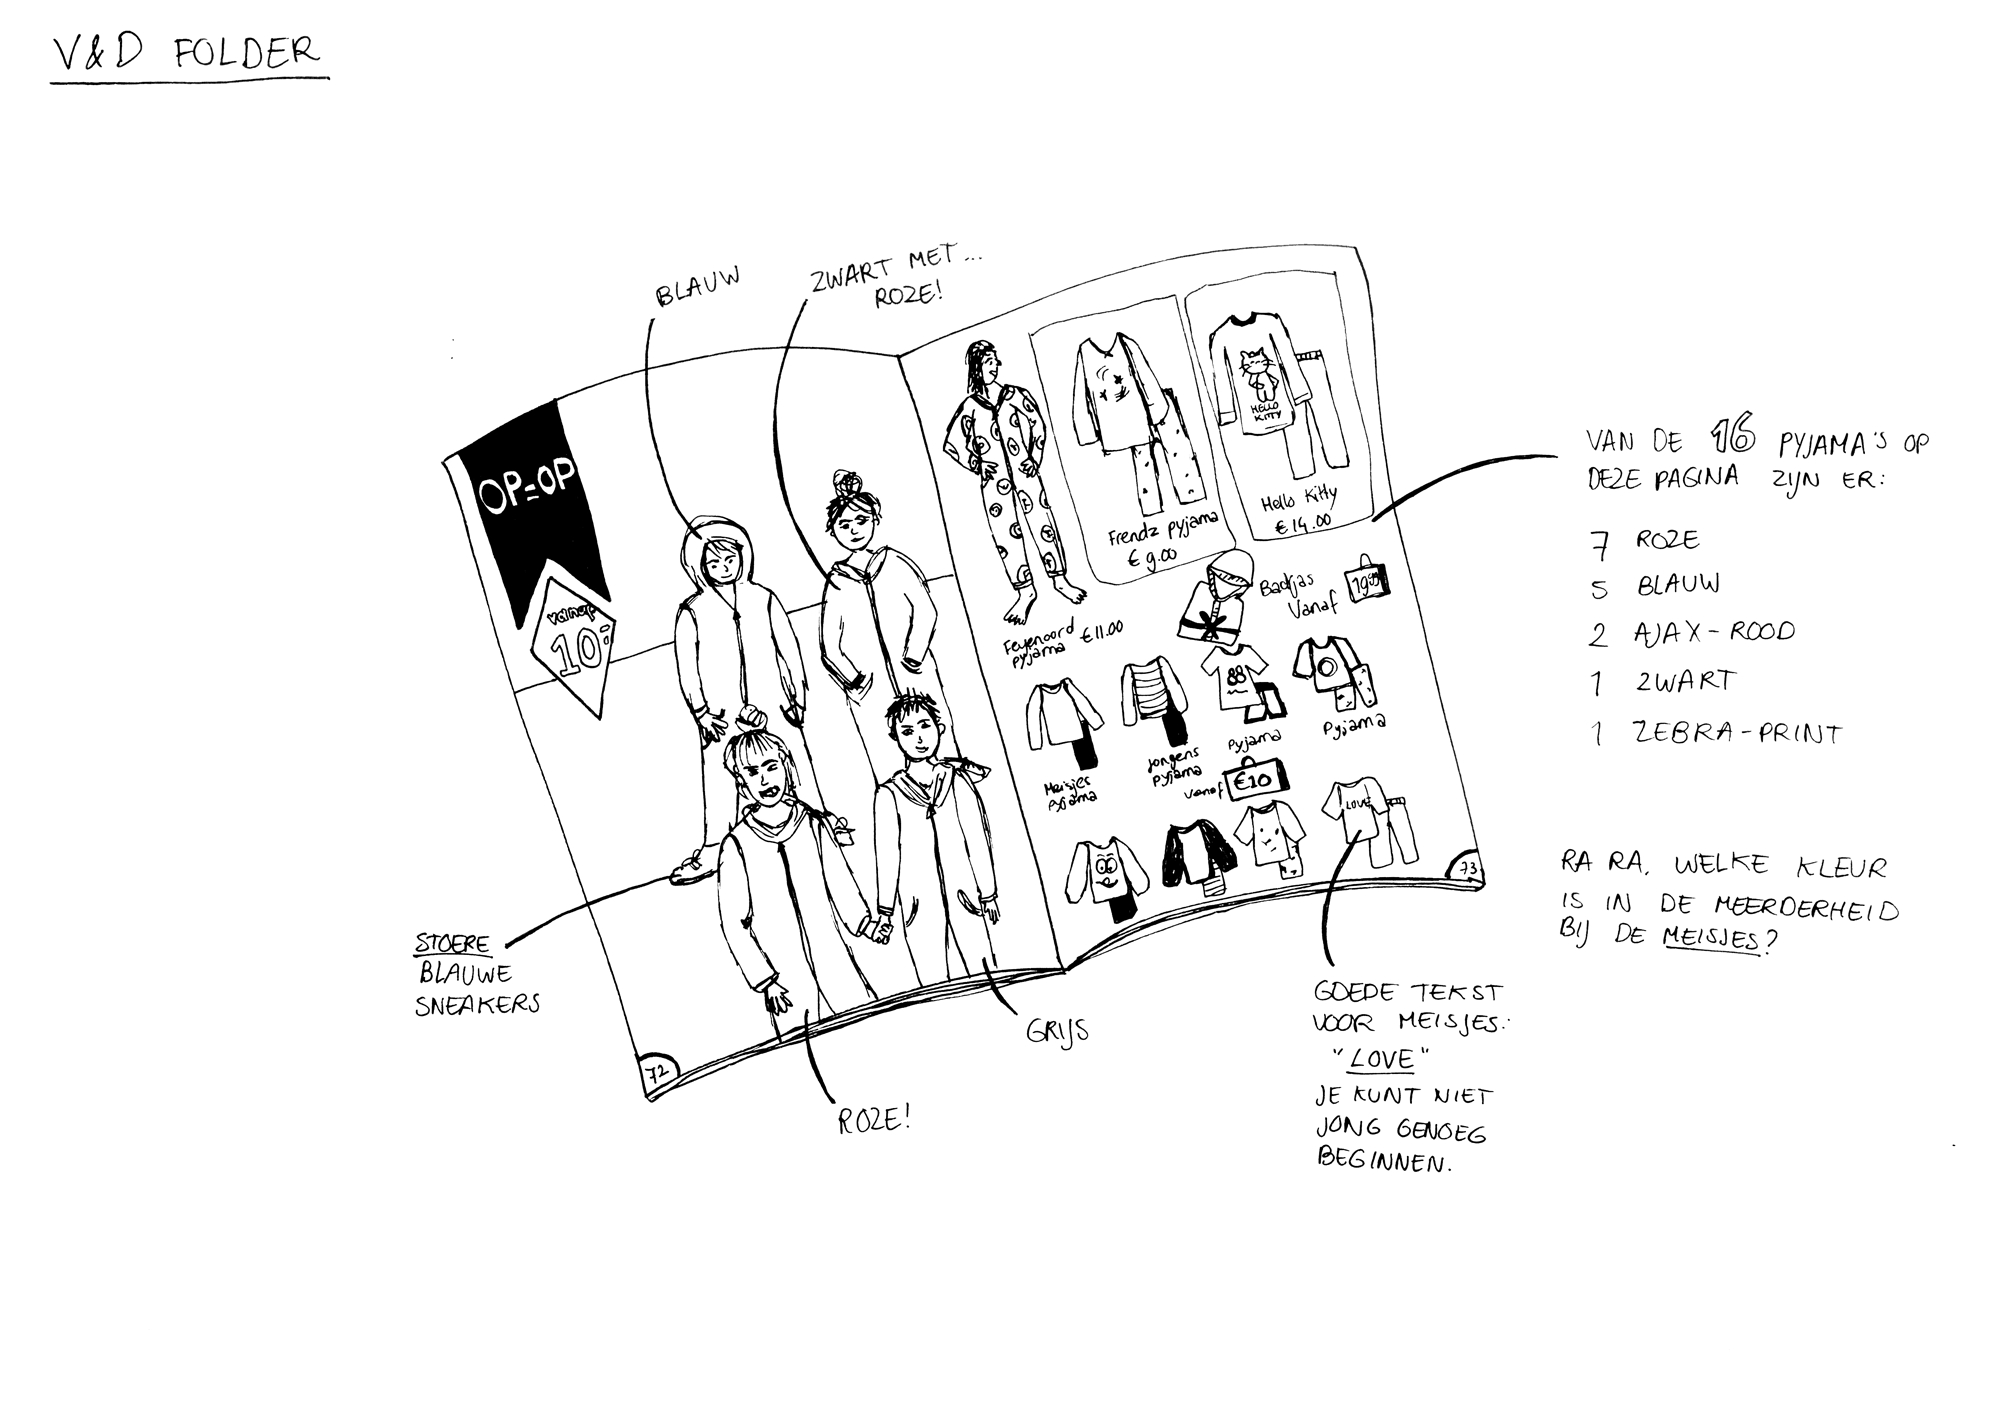 V&D FOLDER
BLAUW
ZWART MET...
ROZE!
OP=OP
vanaf
10:-
HELLO
KITTY
Frendz pyjama
€ 9.00
Hello Kitty
€ 14.00
Feyenoord
pyjama
€11.00
Badjas
Vanaf
19.99
88
Meisjes
pyjama
Jongens
pyjama
Pyjama
Pyjama
vanaf
€10
LOVE
72
73
VAN DE 16 PYJAMA'S OP
DEZE PAGINA ZIJN ER:
7 ROZE
5 BLAUW
2 AJAX-ROOD
1 ZWART
1 ZEBRA-PRINT
RA RA, WELKE KLEUR
IS IN DE MEERDERHEID
BIJ DE MEISJES?
STOERE
BLAUWE
SNEAKERS
GRIJS
ROZE!
GOEDE TEKST
VOOR MEISJES:
"LOVE"
JE KUNT NIET
JONG GENOEG
BEGINNEN.